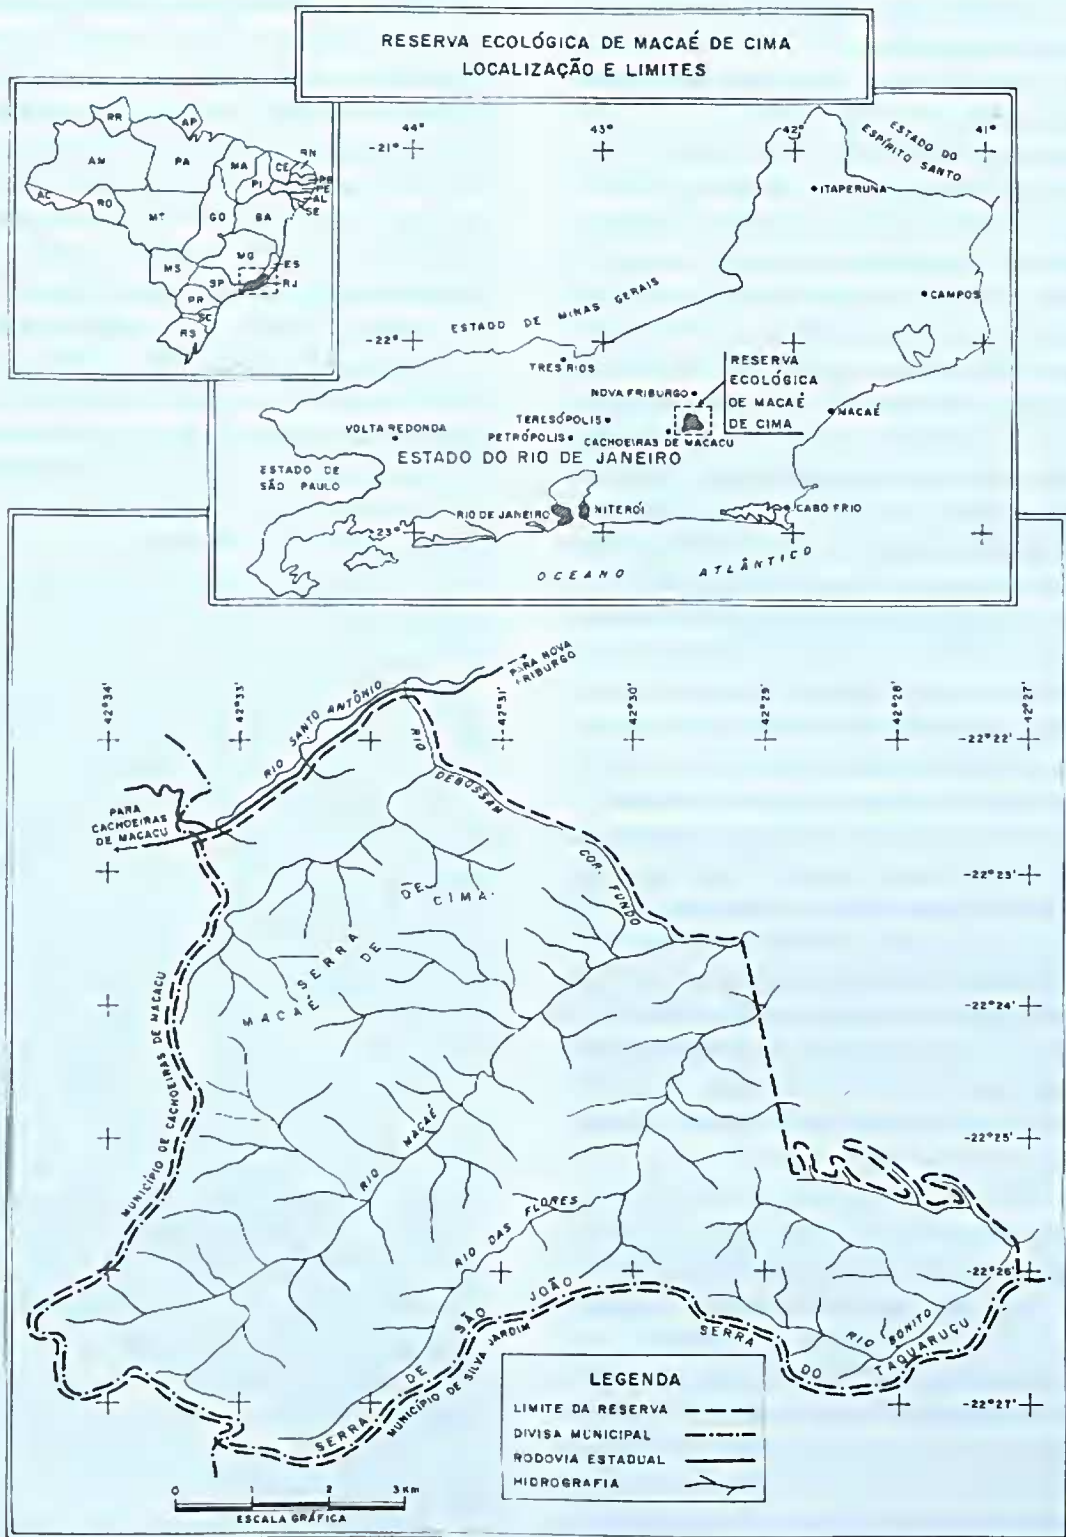 RESERVA ECOLÓGICA DE MACAÉ DE CIMA
LOCALIZAÇÃO E LIMITES
RR
AP
AM
PA
MA
CE
RN
PB
PE
AL
SE
PI
AC
RO
MT
GO
BA
MG
ES
MS
SP
RJ
PR
SC
RS
44°
43°
42°
41°
-21°
ESTADO DO
ESPÍRITO SANTO
ITAPERUNA
CAMPOS
ESTADO DE MINAS GERAIS
-22°
TRES RIOS
RESERVA
ECOLÓGICA
DE MACAÉ
DE CIMA
NOVA FRIBURGO
MACAÉ
TERESÓPOLIS
VOLTA REDONDA
PETRÓPOLIS
CACHOEIRAS DE MACACU
ESTADO DO RIO DE JANEIRO
ESTADO DE
SÃO PAULO
RIO DE JANEIRO
NITERÓI
CABO FRIO
-23°
OCEANO ATLÂNTICO
PARA NOVA
FRIBURGO
42°34'
42°33'
42°31'
42°30'
42°29'
42°28'
42°27'
RIO SANTO ANTÔNIO
-22°22'
RIO DEBOSSAM
PARA
CACHOEIRAS
DE MACACU
COR. FUNDO
-22°23'
SERRA DE
MACAÉ DE CIMA
-22°24'
MUNICÍPIO DE CACHOEIRAS DE MACACU
RIO MACAÉ
-22°25'
RIO DAS FLORES
-22°26'
SERRA DE SÃO JOÃO
MUNICÍPIO DE SILVA JARDIM
RIO BONITO
SERRA DO TAQUARUÇU
-22°27'
LEGENDA
LIMITE DA RESERVA
DIVISA MUNICIPAL
RODOVIA ESTADUAL
HIDROGRAFIA
0 1 2 3 Km
ESCALA GRÁFICA